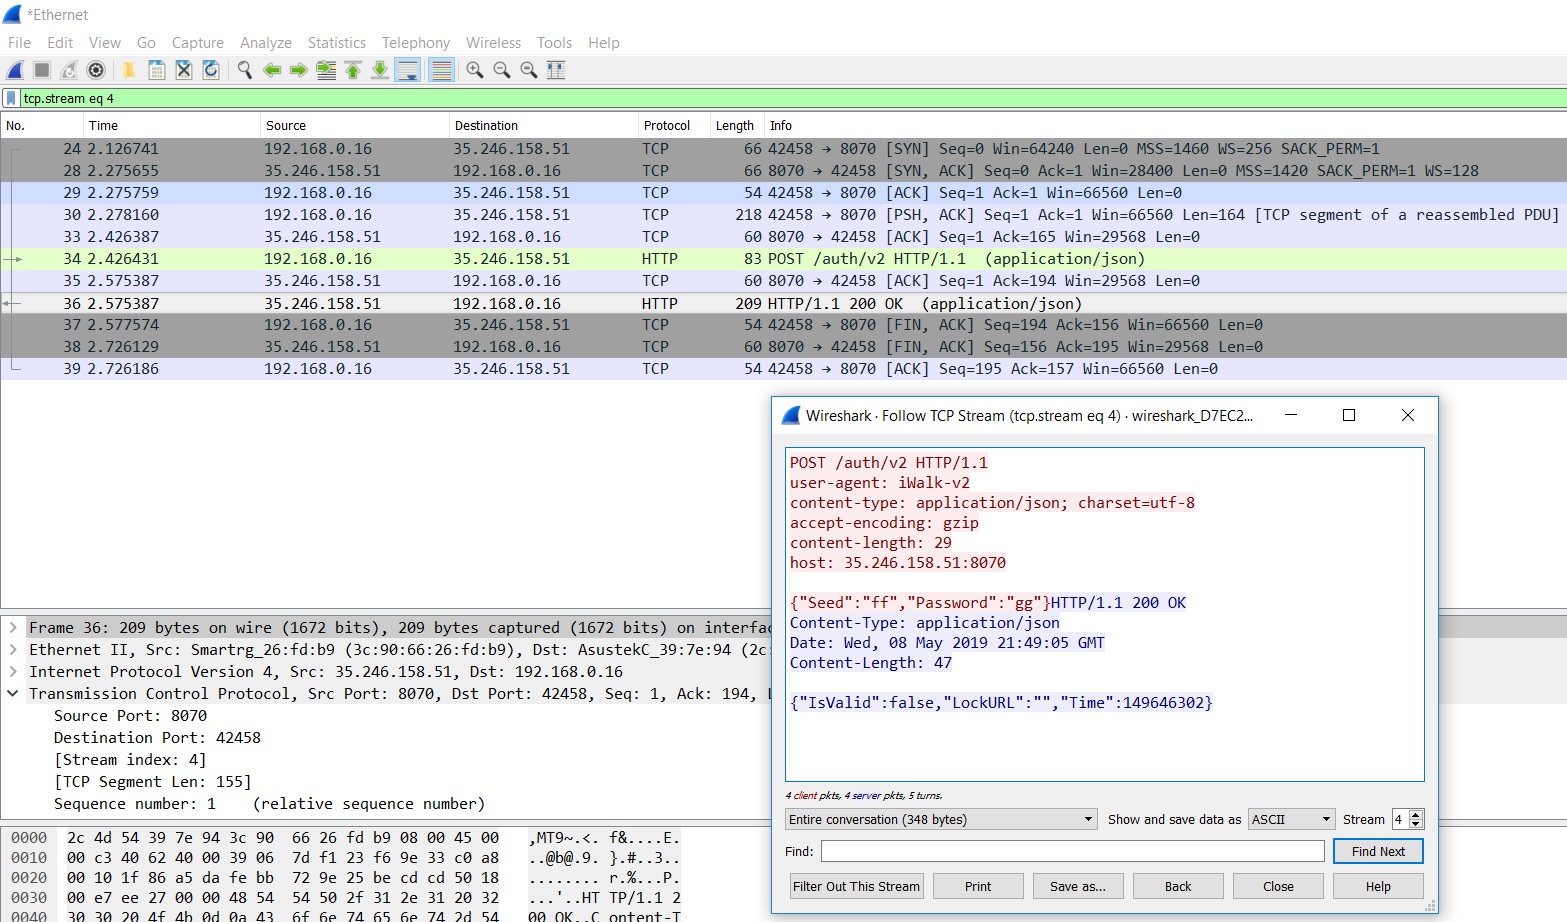 *Ethernet
File Edit View Go Capture Analyze Statistics Telephony Wireless Tools Help
tcp.stream eq 4
No. Time Source Destination Protocol Length Info
24 2.126741 192.168.0.16 35.246.158.51 TCP 66 42458 → 8070 [SYN] Seq=0 Win=64240 Len=0 MSS=1460 WS=256 SACK_PERM=1
28 2.275655 35.246.158.51 192.168.0.16 TCP 66 8070 → 42458 [SYN, ACK] Seq=0 Ack=1 Win=28400 Len=0 MSS=1420 SACK_PERM=1 WS=128
29 2.275759 192.168.0.16 35.246.158.51 TCP 54 42458 → 8070 [ACK] Seq=1 Ack=1 Win=66560 Len=0
30 2.278160 192.168.0.16 35.246.158.51 TCP 218 42458 → 8070 [PSH, ACK] Seq=1 Ack=1 Win=66560 Len=164 [TCP segment of a reassembled PDU]
33 2.426387 35.246.158.51 192.168.0.16 TCP 60 8070 → 42458 [ACK] Seq=1 Ack=165 Win=29568 Len=0
34 2.426431 192.168.0.16 35.246.158.51 HTTP 83 POST /auth/v2 HTTP/1.1 (application/json)
35 2.575387 35.246.158.51 192.168.0.16 TCP 60 8070 → 42458 [ACK] Seq=1 Ack=194 Win=29568 Len=0
36 2.575387 35.246.158.51 192.168.0.16 HTTP 209 HTTP/1.1 200 OK (application/json)
37 2.577574 192.168.0.16 35.246.158.51 TCP 54 42458 → 8070 [FIN, ACK] Seq=194 Ack=156 Win=66560 Len=0
38 2.726129 35.246.158.51 192.168.0.16 TCP 60 8070 → 42458 [FIN, ACK] Seq=156 Ack=195 Win=29568 Len=0
39 2.726186 192.168.0.16 35.246.158.51 TCP 54 42458 → 8070 [ACK] Seq=195 Ack=157 Win=66560 Len=0
Wireshark · Follow TCP Stream (tcp.stream eq 4) · wireshark_D7EC2...
POST /auth/v2 HTTP/1.1
user-agent: iWalk-v2
content-type: application/json; charset=utf-8
accept-encoding: gzip
content-length: 29
host: 35.246.158.51:8070
{"Seed":"ff","Password":"gg"}HTTP/1.1 200 OK
Content-Type: application/json
Date: Wed, 08 May 2019 21:49:05 GMT
Content-Length: 47
{"IsValid":false,"LockURL":"","Time":149646302}
4 client pkts, 4 server pkts, 5 turns.
Entire conversation (348 bytes) Show and save data as ASCII Stream 4
Find: Find Next
Filter Out This Stream Print Save as... Back Close Help
Frame 36: 209 bytes on wire (1672 bits), 209 bytes captured (1672 bits) on interfac
Ethernet II, Src: Smartrg_26:fd:b9 (3c:90:66:26:fd:b9), Dst: AsustekC_39:7e:94 (2c:
Internet Protocol Version 4, Src: 35.246.158.51, Dst: 192.168.0.16
Transmission Control Protocol, Src Port: 8070, Dst Port: 42458, Seq: 1, Ack: 194, L
Source Port: 8070
Destination Port: 42458
[Stream index: 4]
[TCP Segment Len: 155]
Sequence number: 1 (relative sequence number)
0000 2c 4d 54 39 7e 94 3c 90 66 26 fd b9 08 00 45 00 ,MT9~.<. f&....E.
0010 00 c3 40 62 40 00 39 06 7d f1 23 f6 9e 33 c0 a8 ..@b@.9. }.#..3..
0020 00 10 1f 86 a5 da fe bb 72 9e 25 be cd cd 50 18 ........ r.%...P.
0030 00 e7 ee 27 00 00 48 54 54 50 2f 31 2e 31 20 32 ...'..HT TP/1.1 2
0040 30 30 20 4f 4b 0d 0a 43 6f 6e 74 65 6e 74 2d 54 00 OK..C ontent-T